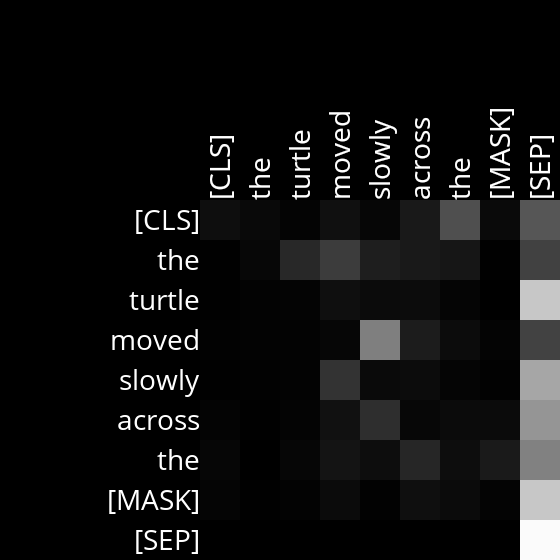 [CLS] the turtle moved slowly across the [MASK] [SEP]
[CLS]
the
turtle
moved
slowly
across
the
[MASK]
[SEP]